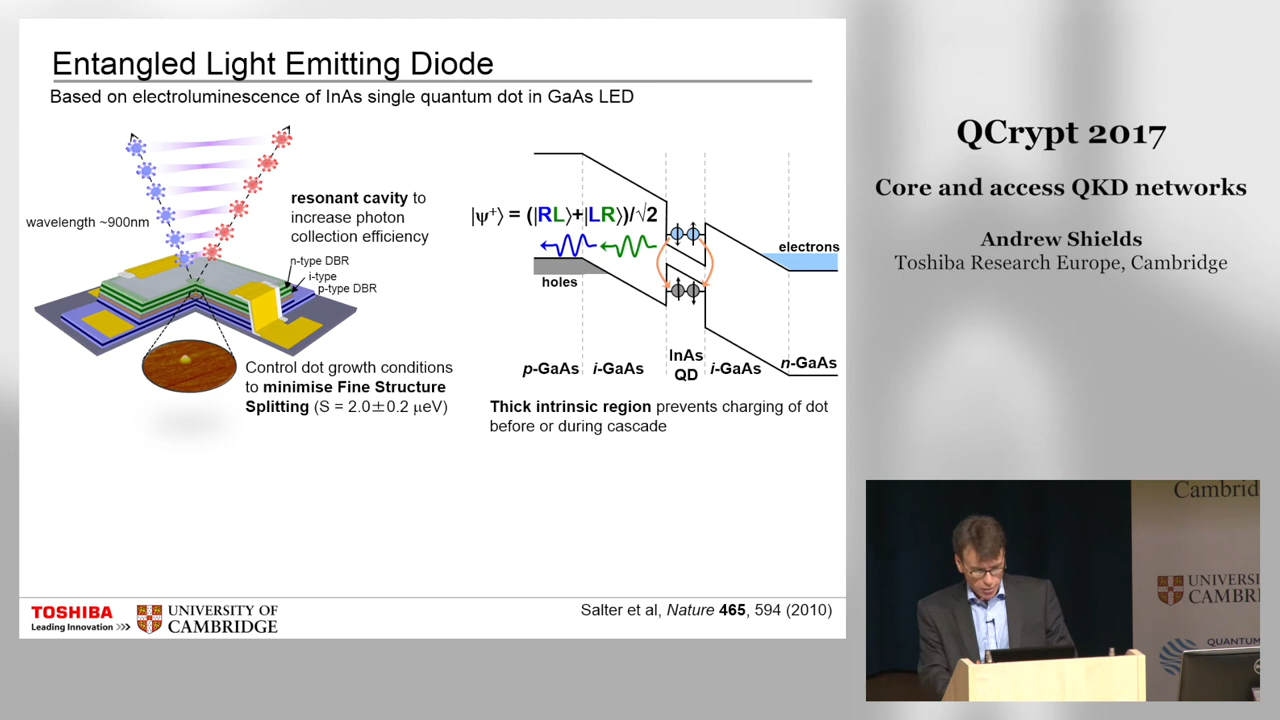 Entangled Light Emitting Diode
Based on electroluminescence of InAs single quantum dot in GaAs LED
wavelength ~900nm
resonant cavity to
increase photon
collection efficiency
n-type DBR
i-type
p-type DBR
Control dot growth conditions
to minimise Fine Structure
Splitting (S = 2.0±0.2 µeV)
|ψ⁺⟩ = (|RL⟩+|LR⟩)/√2
electrons
holes
p-GaAs
i-GaAs
InAs
QD
i-GaAs
n-GaAs
Thick intrinsic region prevents charging of dot
before or during cascade
TOSHIBA
Leading Innovation >>>
UNIVERSITY OF
CAMBRIDGE
Salter et al, Nature 465, 594 (2010)
QCrypt 2017
Core and access QKD networks
Andrew Shields
Toshiba Research Europe, Cambridge
Cambrid
UNIVERSI
CAMBR
QUANTUM